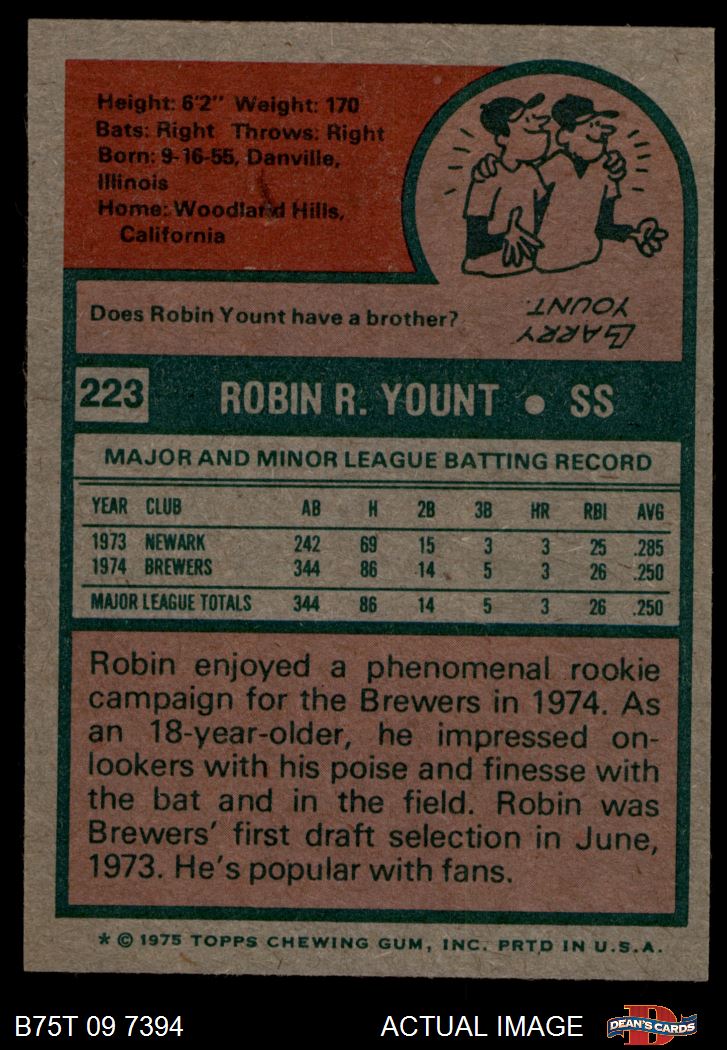 Height: 6'2" Weight: 170
Bats: Right Throws: Right
Born: 9-16-55, Danville,
Illinois
Home: Woodland Hills,
California
Does Robin Yount have a brother?
LARRY
YOUNT.
223 ROBIN R. YOUNT • SS
MAJOR AND MINOR LEAGUE BATTING RECORD
YEAR CLUB AB H 2B 3B HR RBI AVG
1973 NEWARK 242 69 15 3 3 25 .285
1974 BREWERS 344 86 14 5 3 26 .250
MAJOR LEAGUE TOTALS 344 86 14 5 3 26 .250
Robin enjoyed a phenomenal rookie
campaign for the Brewers in 1974. As
an 18-year-older, he impressed on-
lookers with his poise and finesse with
the bat and in the field. Robin was
Brewers' first draft selection in June,
1973. He's popular with fans.
* © 1975 TOPPS CHEWING GUM, INC. PRTD IN U.S.A.
B75T 09 7394 ACTUAL IMAGE DEAN'S CARDS